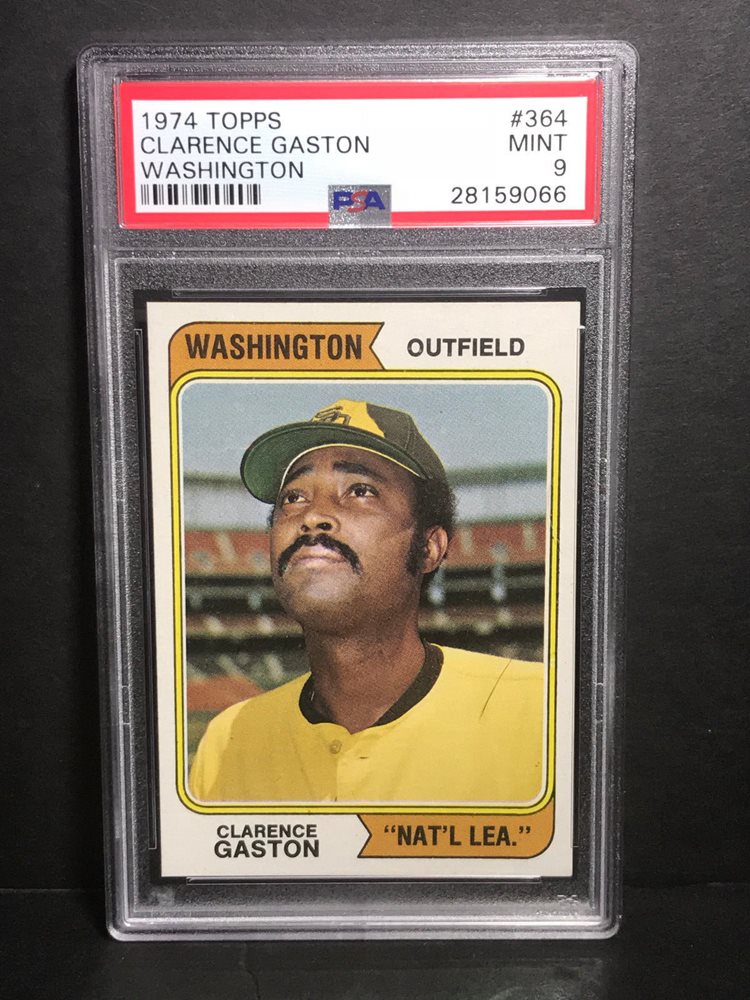 1974 TOPPS #364
CLARENCE GASTON MINT
WASHINGTON 9
PSA 28159066
WASHINGTON OUTFIELD
SD
CLARENCE
GASTON "NAT'L LEA."